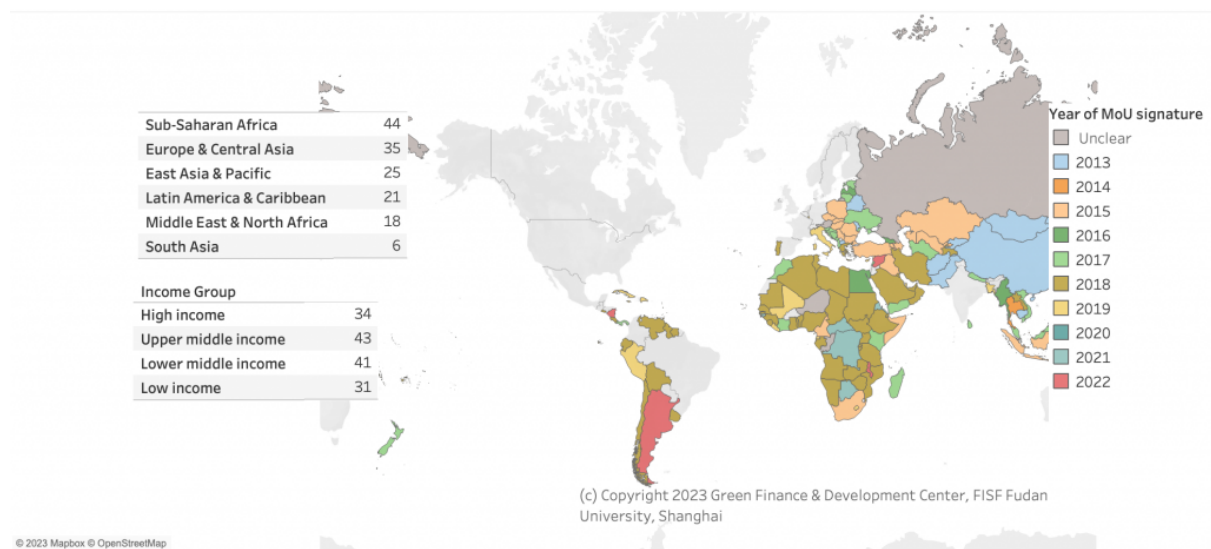 Sub-Saharan Africa 44
Europe & Central Asia 35
East Asia & Pacific 25
Latin America & Caribbean 21
Middle East & North Africa 18
South Asia 6
Income Group
High income 34
Upper middle income 43
Lower middle income 41
Low income 31
Year of MoU signature
Unclear
2013
2014
2015
2016
2017
2018
2019
2020
2021
2022
(c) Copyright 2023 Green Finance & Development Center, FISF Fudan
University, Shanghai
© 2023 Mapbox © OpenStreetMap